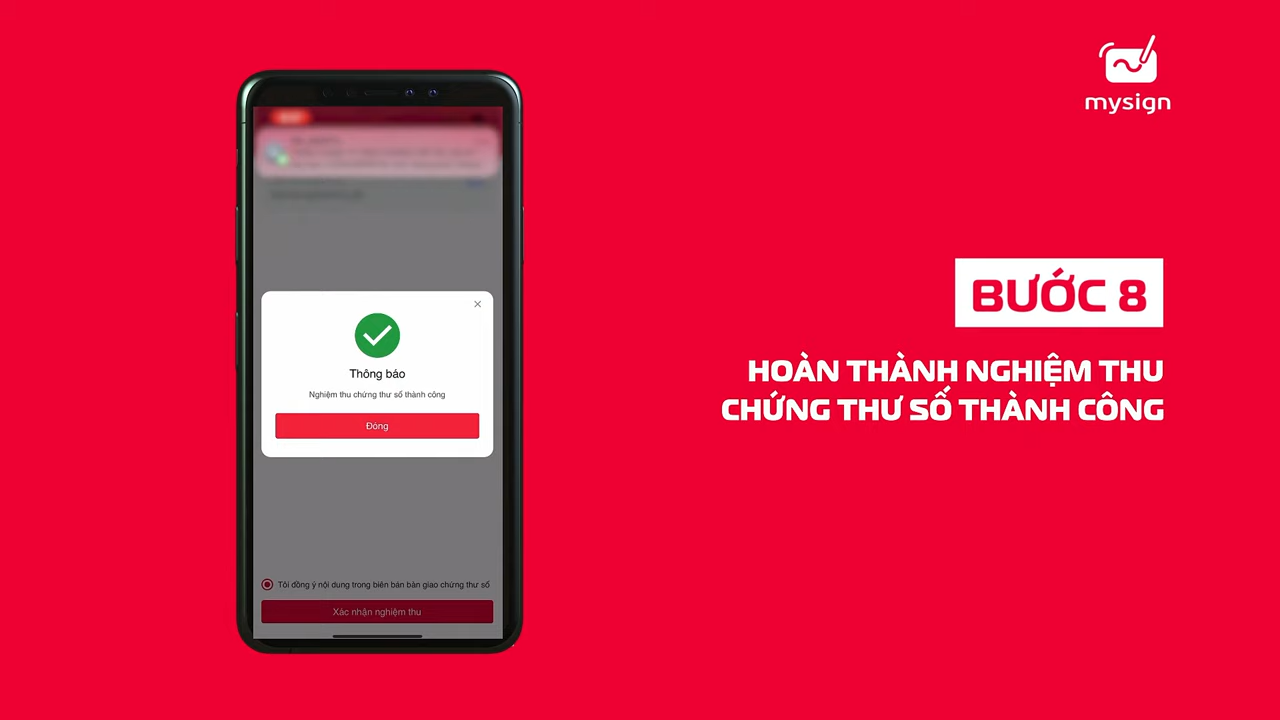 mysign
BƯỚC 8
HOÀN THÀNH NGHIỆM THU
CHỨNG THƯ SỐ THÀNH CÔNG
Thông báo
Nghiệm thu chứng thư số thành công
Đóng
Tôi đồng ý nội dung trong biên bản bàn giao chứng thư số
Xác nhận nghiệm thu